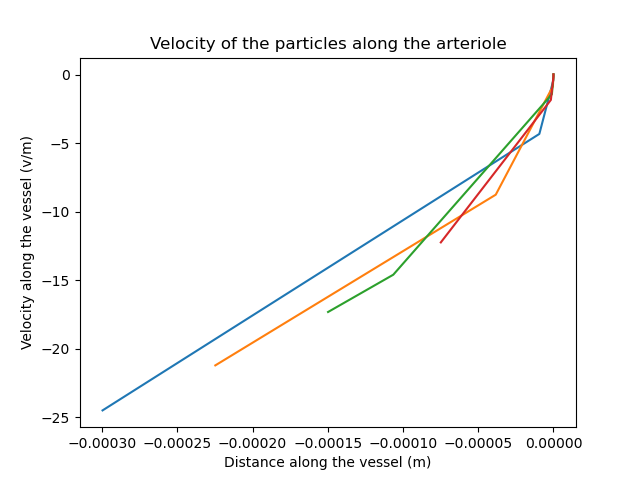 Velocity of the particles along the arteriole
0
−5
−10
−15
−20
−25
Velocity along the vessel (v/m)
−0.00030 −0.00025 −0.00020 −0.00015 −0.00010 −0.00005 0.00000
Distance along the vessel (m)